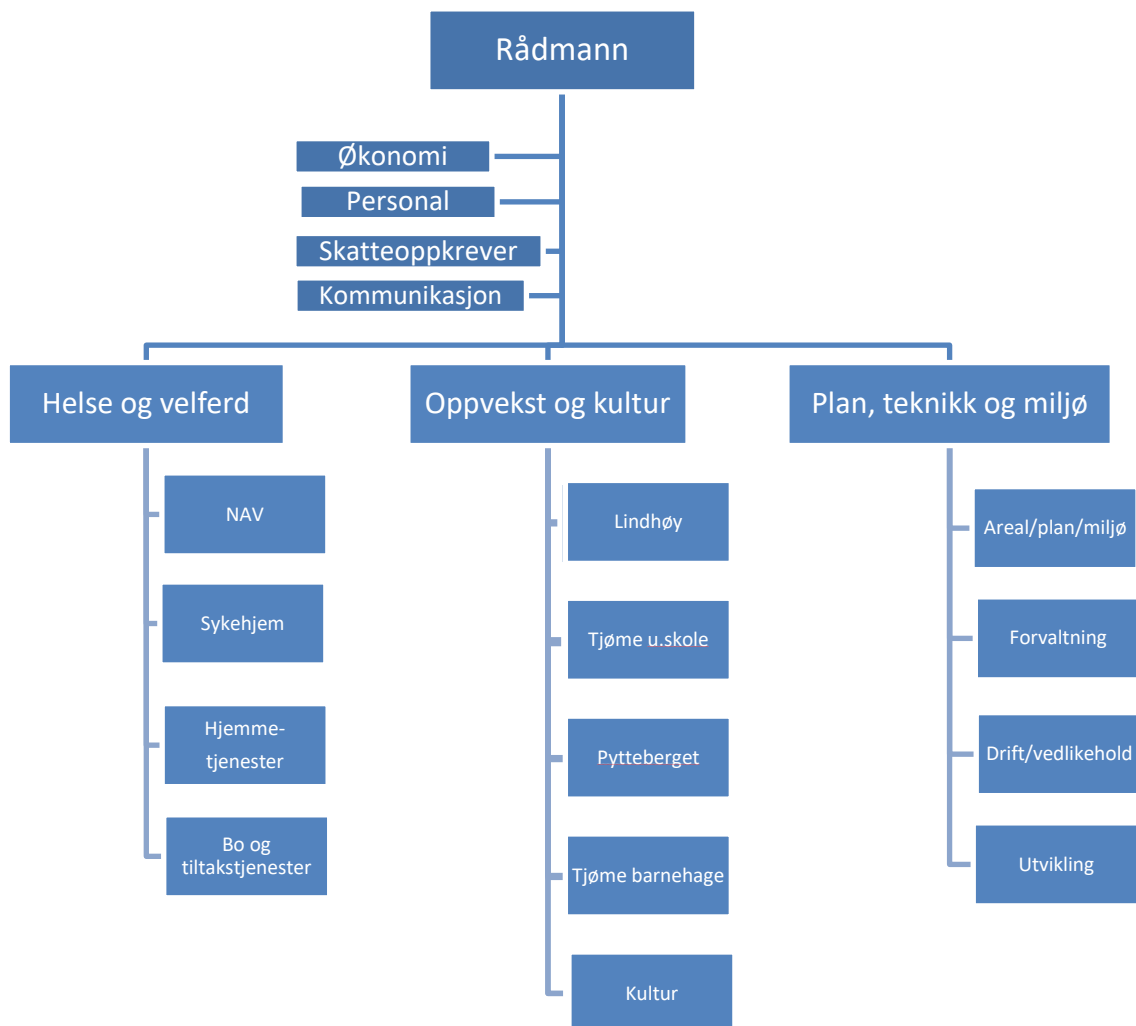 Rådmann
Økonomi
Personal
Skatteoppkrever
Kommunikasjon
Helse og velferd
Oppvekst og kultur
Plan, teknikk og miljø
NAV
Sykehjem
Hjemme-
tjenester
Bo og
tiltakstjenester
Lindhøy
Tjøme u.skole
Pytteberget
Tjøme barnehage
Kultur
Areal/plan/miljø
Forvaltning
Drift/vedlikehold
Utvikling